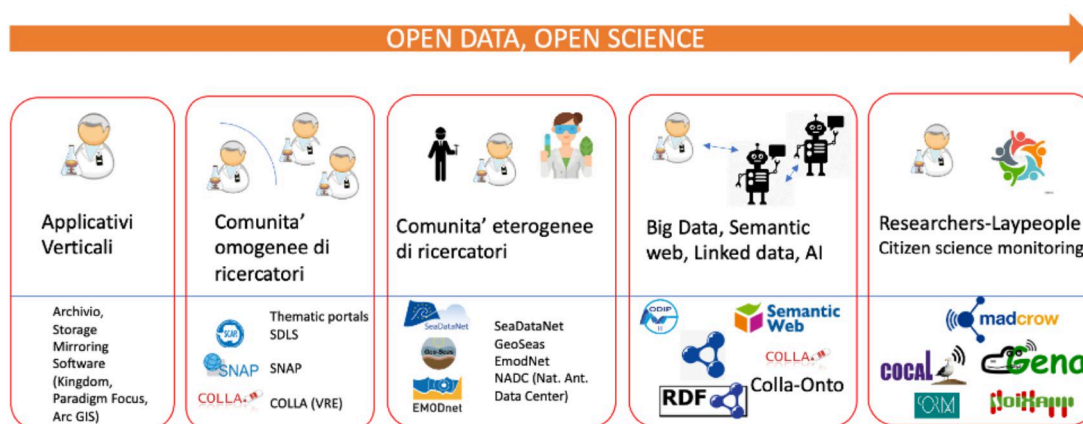 OPEN DATA, OPEN SCIENCE
Applicativi
Verticali
Archivio,
Storage
Mirroring
Software
(Kingdom,
Paradigm Focus,
Arc GIS)
Comunita’
omogenee di
ricercatori
Thematic portals
SDLS
SCAR
SNAP
SNAP
COLLA
COLLA (VRE)
Comunita’ eterogenee
di ricercatori
SeaDataNet
Geo-Seas
EMODnet
SeaDataNet
GeoSeas
EmodNet
NADC (Nat. Ant.
Data Center)
Big Data, Semantic
web, Linked data, AI
ODIP
II
Semantic
Web
COLLA
Colla-Onto
RDF
Researchers-Laypeople
Citizen science monitoring
madcrow
COCAL
Geno